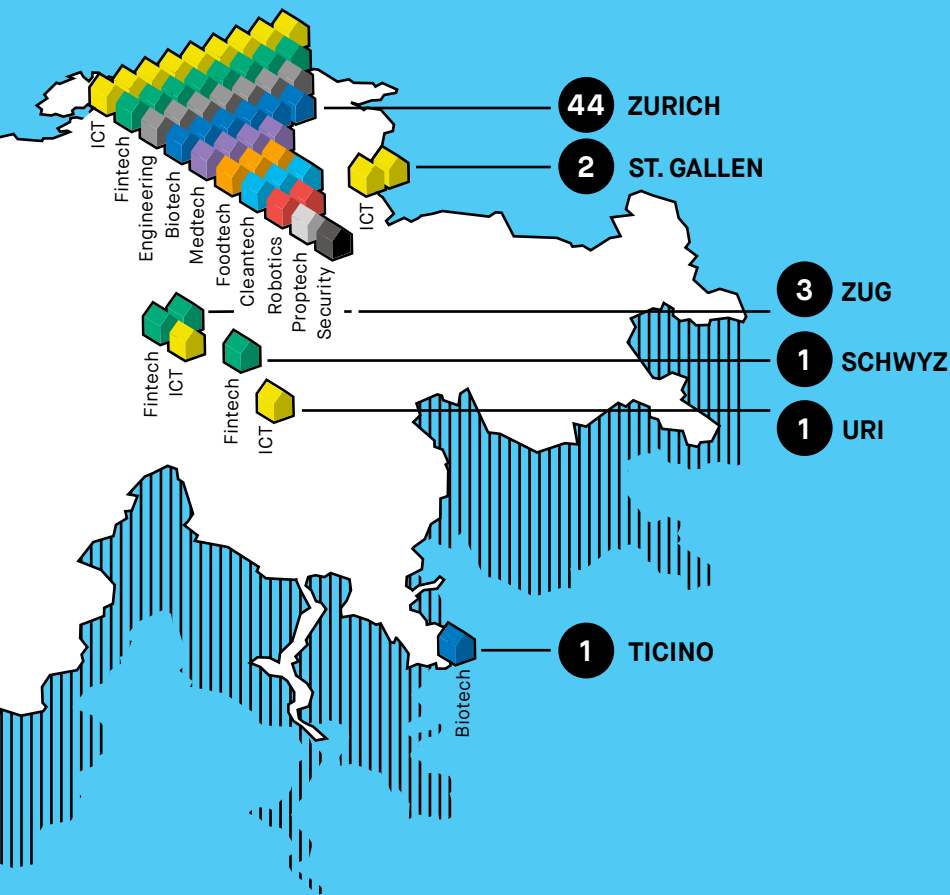 44 ZURICH
2 ST. GALLEN
ICT
Fintech
Engineering
Biotech
Medtech
Foodtech
Cleantech
Robotics
Proptech
Security
ICT
3 ZUG
1 SCHWYZ
1 URI
Fintech
ICT
Fintech
ICT
1 TICINO
Biotech